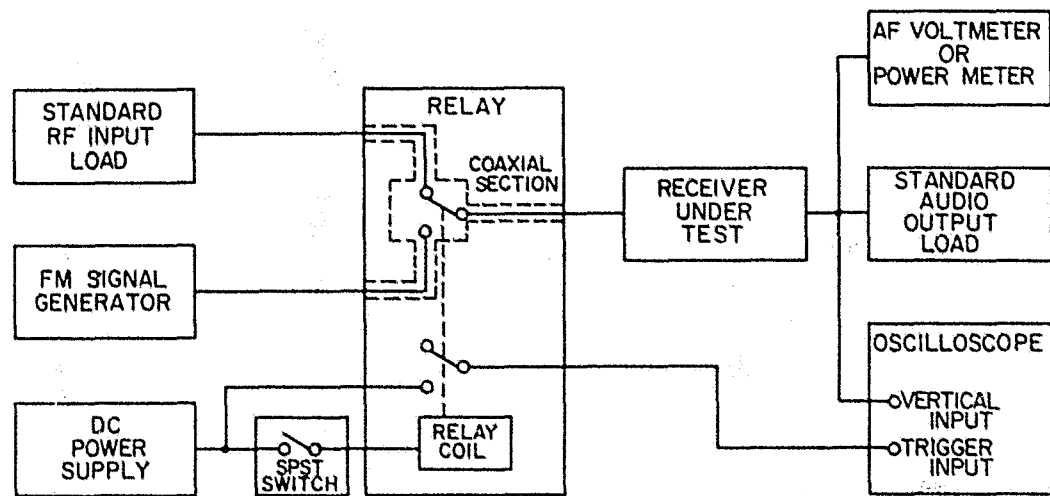 STANDARD
RF INPUT
LOAD
FM SIGNAL
GENERATOR
DC
POWER
SUPPLY
SPST
SWITCH
RELAY
COAXIAL
SECTION
RELAY
COIL
RECEIVER
UNDER
TEST
AF VOLTMETER
OR
POWER METER
STANDARD
AUDIO
OUTPUT
LOAD
OSCILLOSCOPE
VERTICAL
INPUT
TRIGGER
INPUT